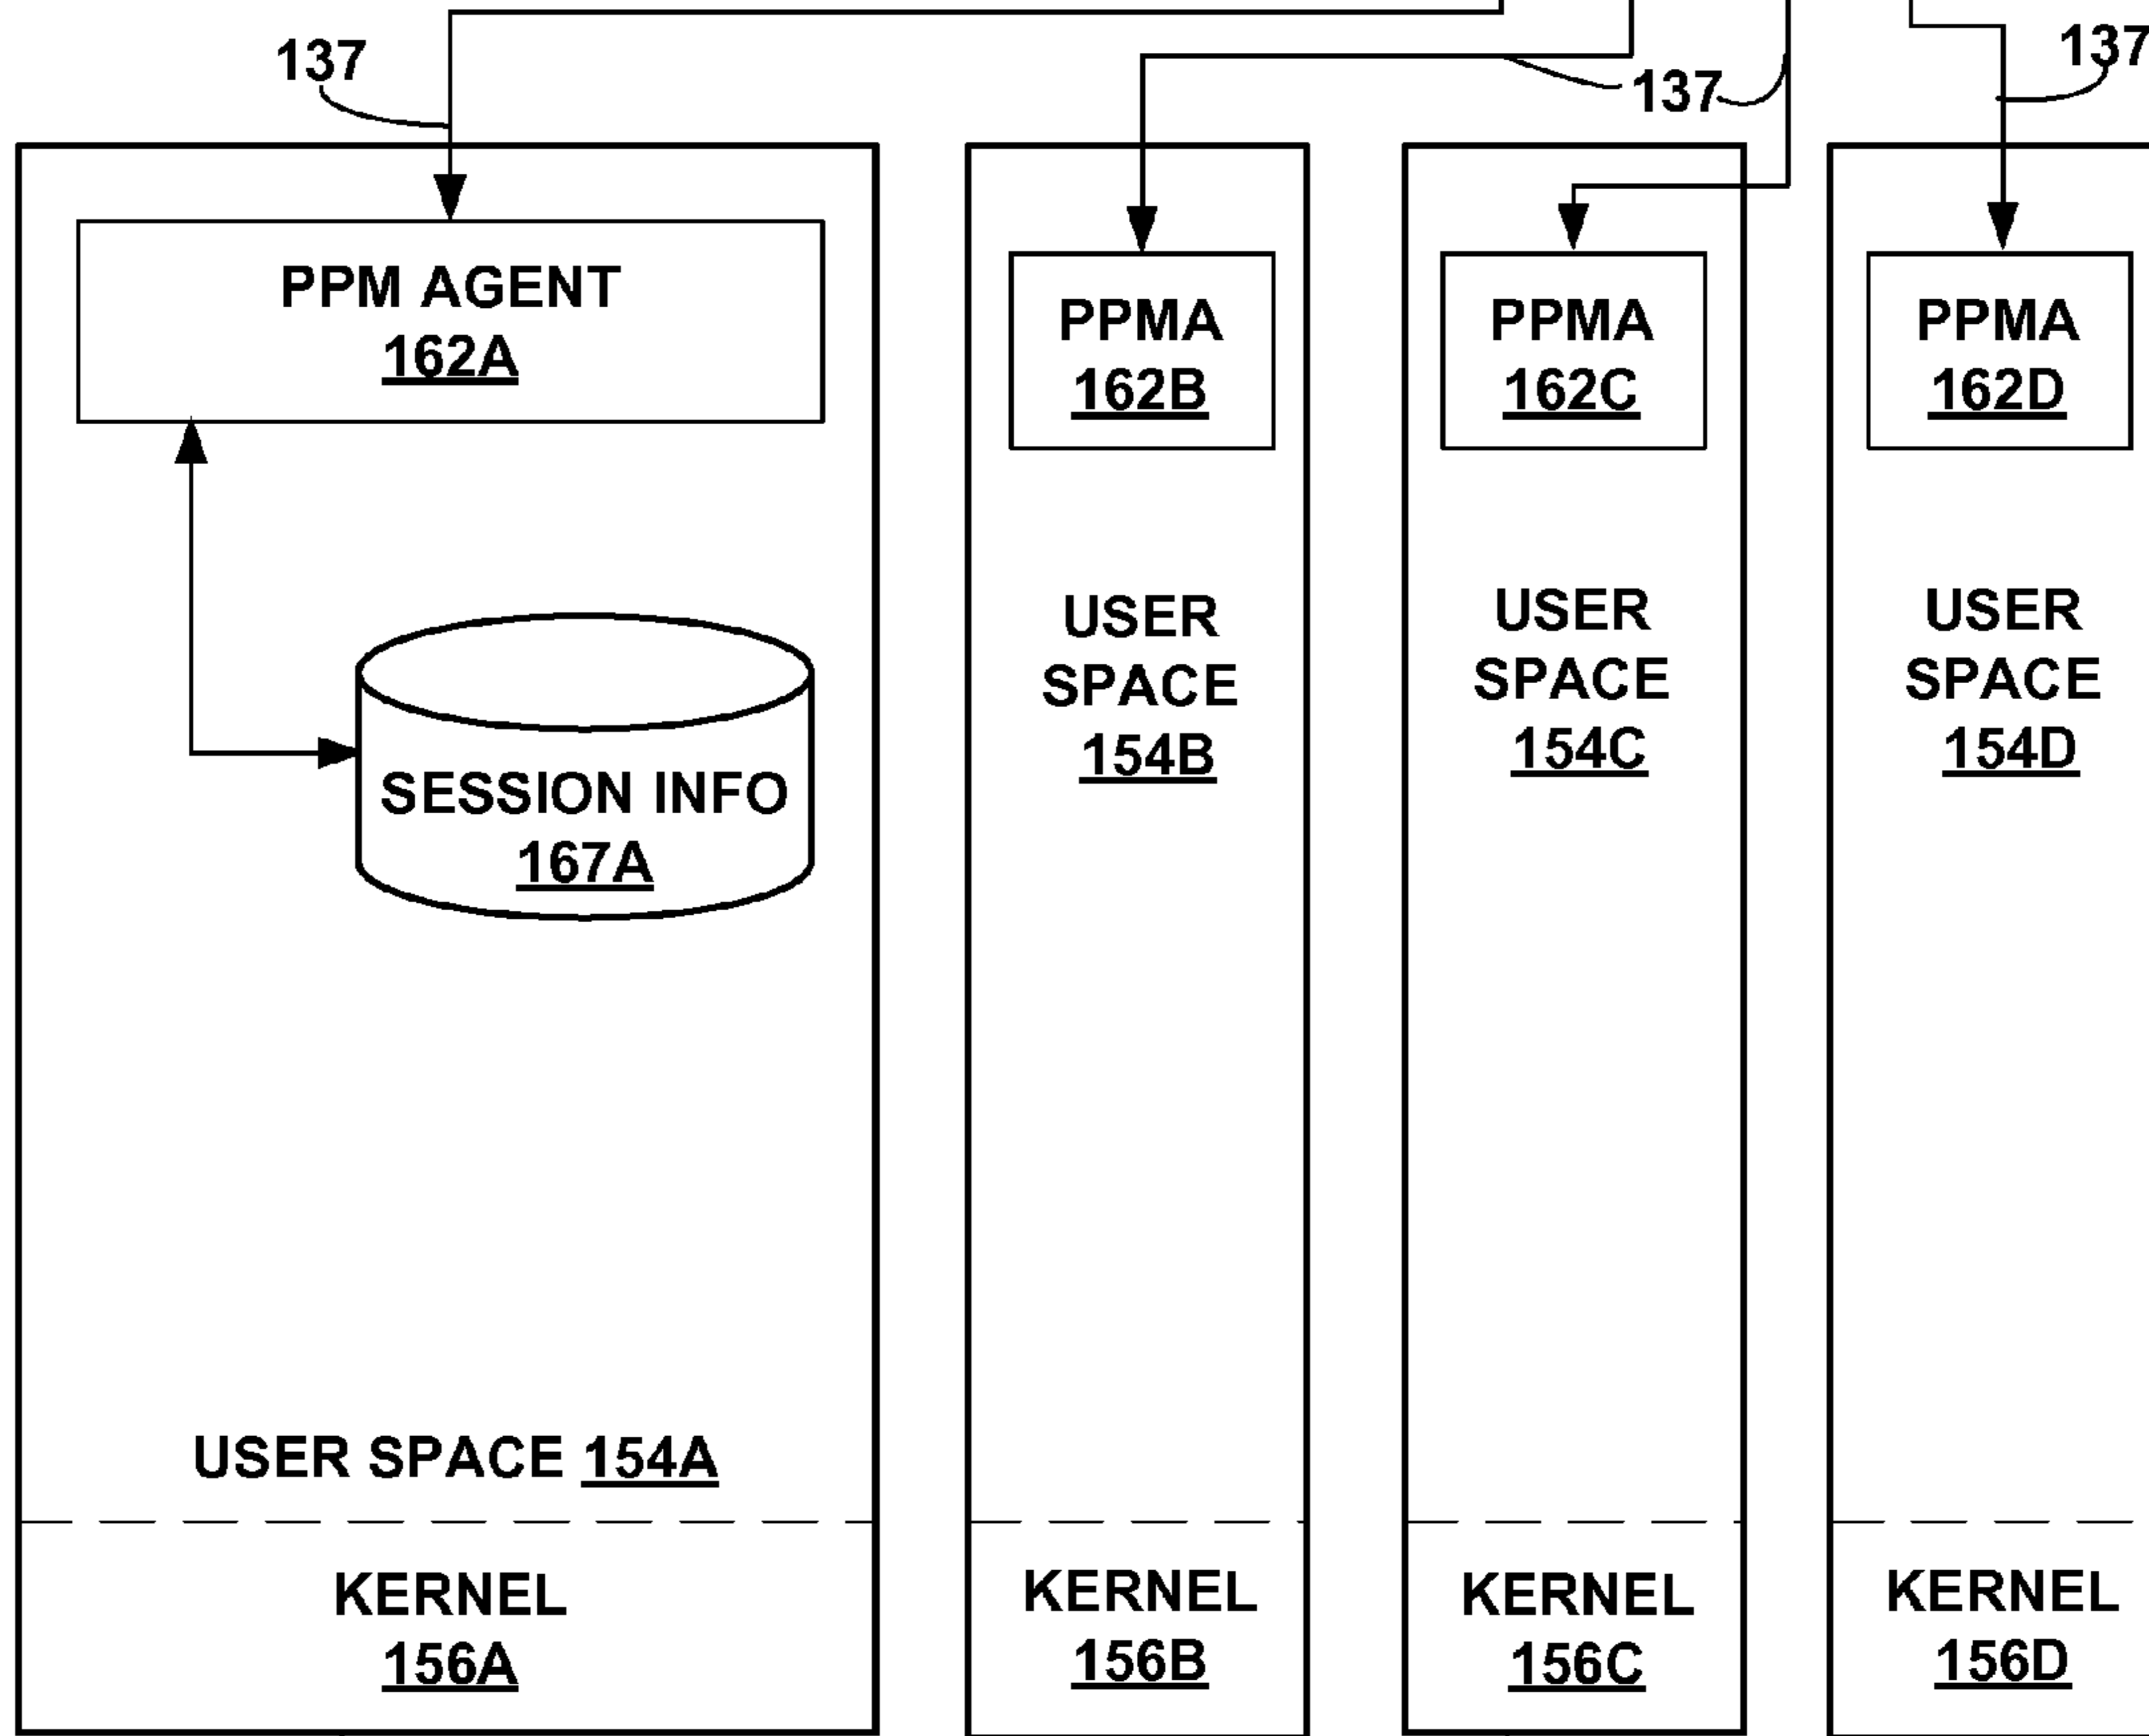 137
137
137
PPM AGENT
162A
SESSION INFO
167A
USER SPACE 154A
KERNEL
156A
PPMA
162B
USER
SPACE
154B
KERNEL
156B
PPMA
162C
USER
SPACE
154C
KERNEL
156C
PPMA
162D
USER
SPACE
154D
KERNEL
156D